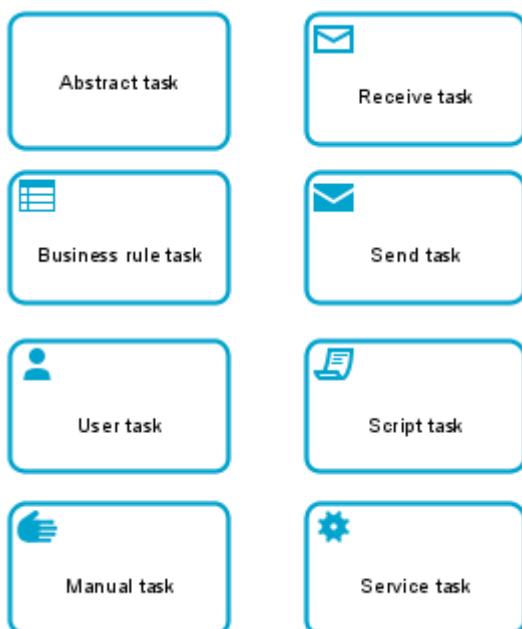 Abstract task
Receive task
Business rule task
Send task
User task
Script task
Manual task
Service task